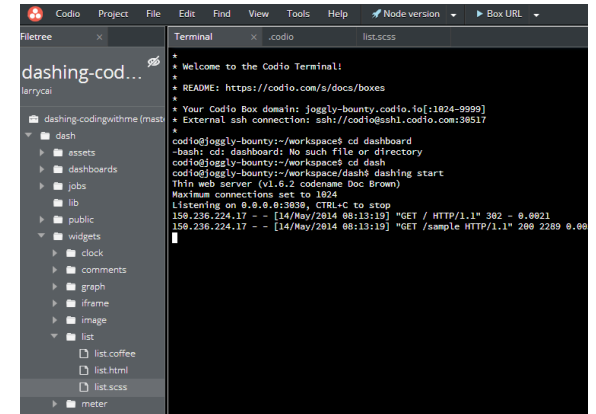 Codio Project File Edit Find View Tools Help Node version Box URL
Filetree ×
Terminal × .codio list.scss
dashing-cod...
larrycai
dashing-codingwithme (mast
dash
assets
dashboards
jobs
lib
public
widgets
clock
comments
graph
iframe
image
list
list.coffee
list.html
list.scss
meter
*
* Welcome to the Codio Terminal!
*
* README: https://codio.com/s/docs/boxes
*
* Your Codio Box domain: joggly-bounty.codio.io[:1024-9999]
* External ssh connection: ssh://codio@ssh1.codio.com:30517
*
codio@joggly-bounty:~/workspace$ cd dashboard
-bash: cd: dashboard: No such file or directory
codio@joggly-bounty:~/workspace$ cd dash
codio@joggly-bounty:~/workspace/dash$ dashing start
Thin web server (v1.6.2 codename Doc Brown)
Maximum connections set to 1024
Listening on 0.0.0.0:3030, CTRL+C to stop
150.236.224.17 - - [14/May/2014 08:13:19] "GET / HTTP/1.1" 302 - 0.0021
150.236.224.17 - - [14/May/2014 08:13:19] "GET /sample HTTP/1.1" 200 2289 0.00